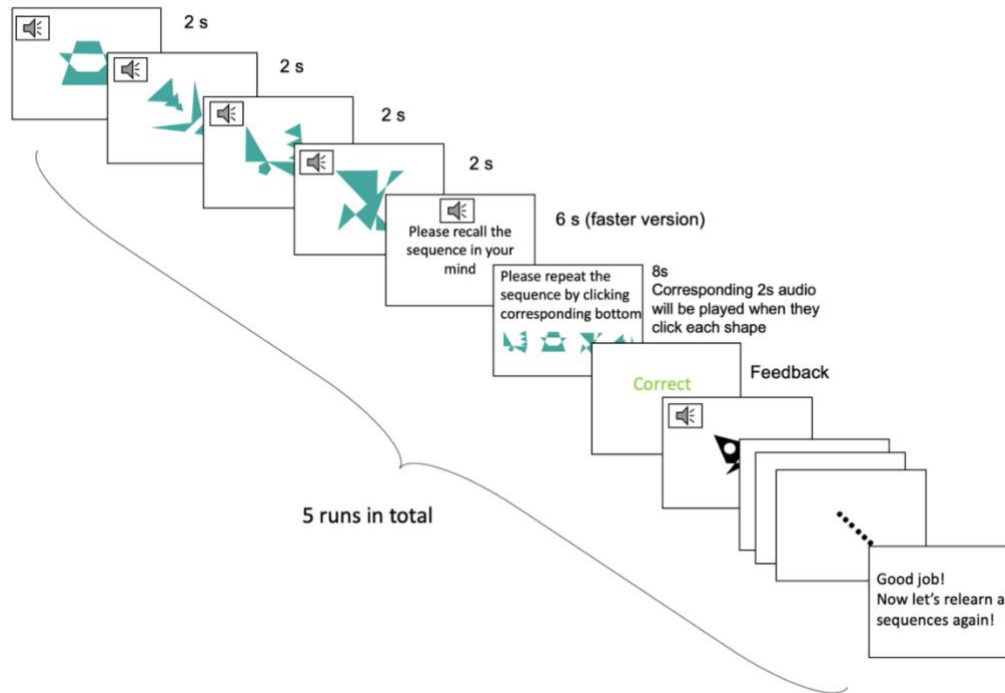 2 s
2 s
2 s
2 s
Please recall the
sequence in your
mind
6 s (faster version)
Please repeat the
sequence by clicking
corresponding bottom
8s
Corresponding 2s audio
will be played when they
click each shape
Correct
Feedback
5 runs in total
Good job!
Now let's relearn a
sequences again!